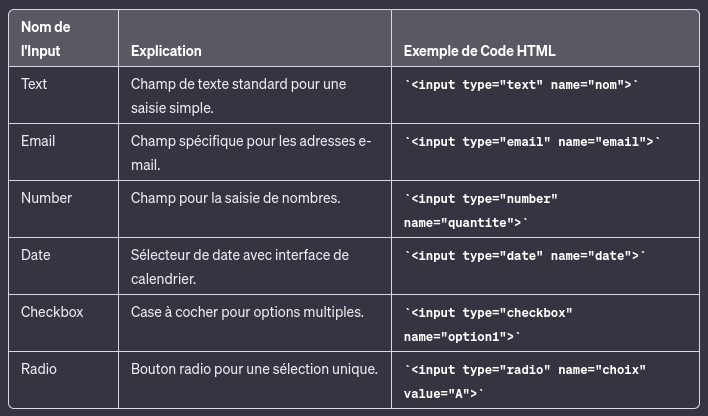 Nom de
l'Input
Explication
Exemple de Code HTML
Text
Champ de texte standard pour une
saisie simple.
`<input type="text" name="nom">`
Email
Champ spécifique pour les adresses e-
mail.
`<input type="email" name="email">`
Number
Champ pour la saisie de nombres.
`<input type="number"
name="quantite">`
Date
Sélecteur de date avec interface de
calendrier.
`<input type="date" name="date">`
Checkbox
Case à cocher pour options multiples.
`<input type="checkbox"
name="option1">`
Radio
Bouton radio pour une sélection unique.
`<input type="radio" name="choix"
value="A">`